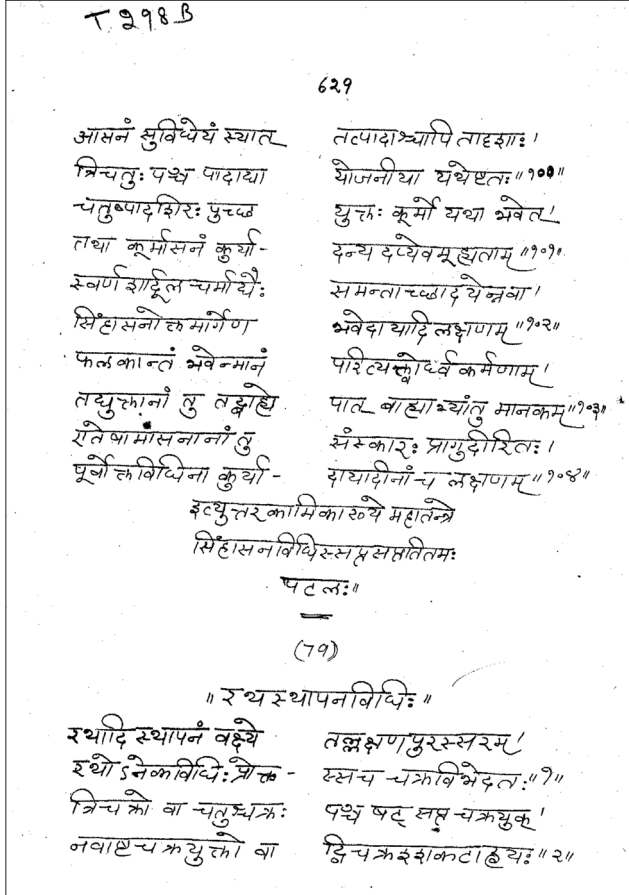 T 298 B
629
आसनं सुविधेयं स्यात् तत्पादाश्चापि तादृशाः।
त्रिचतुः पञ्च पादाद्या योजनीया यथेष्टतः॥१००॥
चतुष्पादशिरः पुच्छ युक्तः कूर्मो यथा भवेत्।
तथा कूर्मासनं कुर्या- दन्य दप्येवमूह्यताम्॥१०१॥
स्वर्णशार्दूल चर्माद्यैः समन्ताच्छादयेन्नवा।
सिंहासनोक्तमार्गेण भवेदायादिलक्षणम्॥१०२॥
फलकान्तं भवेन्मानं परित्यक्त्वोर्ध्व कर्मणाम्।
तद्युक्तानां तु तद्बाह्ये पात् बाह्याभ्यांतु मानकम्॥१०३॥
एतेषामासनानां तु संस्कारः प्रागुदीरितः।
पूर्वोक्तविधिना कुर्या- दायादीनां च लक्षणम्॥१०४॥
इत्युत्तरकामिकाख्ये महातन्त्रे
सिंहासनविधिस्सप्तसप्ततितमः
पटलः॥
(79)
॥रथस्थापनविधिः॥
रथादि स्थापनं वक्ष्ये तल्लक्षणपुरस्सरम्।
रथोऽनेकविधिः प्रोक्त- स्सच चक्रविभेदतः॥१॥
त्रिचक्रो वा चतुश्चक्रः पञ्च षट् सप्त चक्रयुक्।
नवाष्टचक्रयुक्तो वा द्विचक्रश्शकटाह्वयः॥२॥